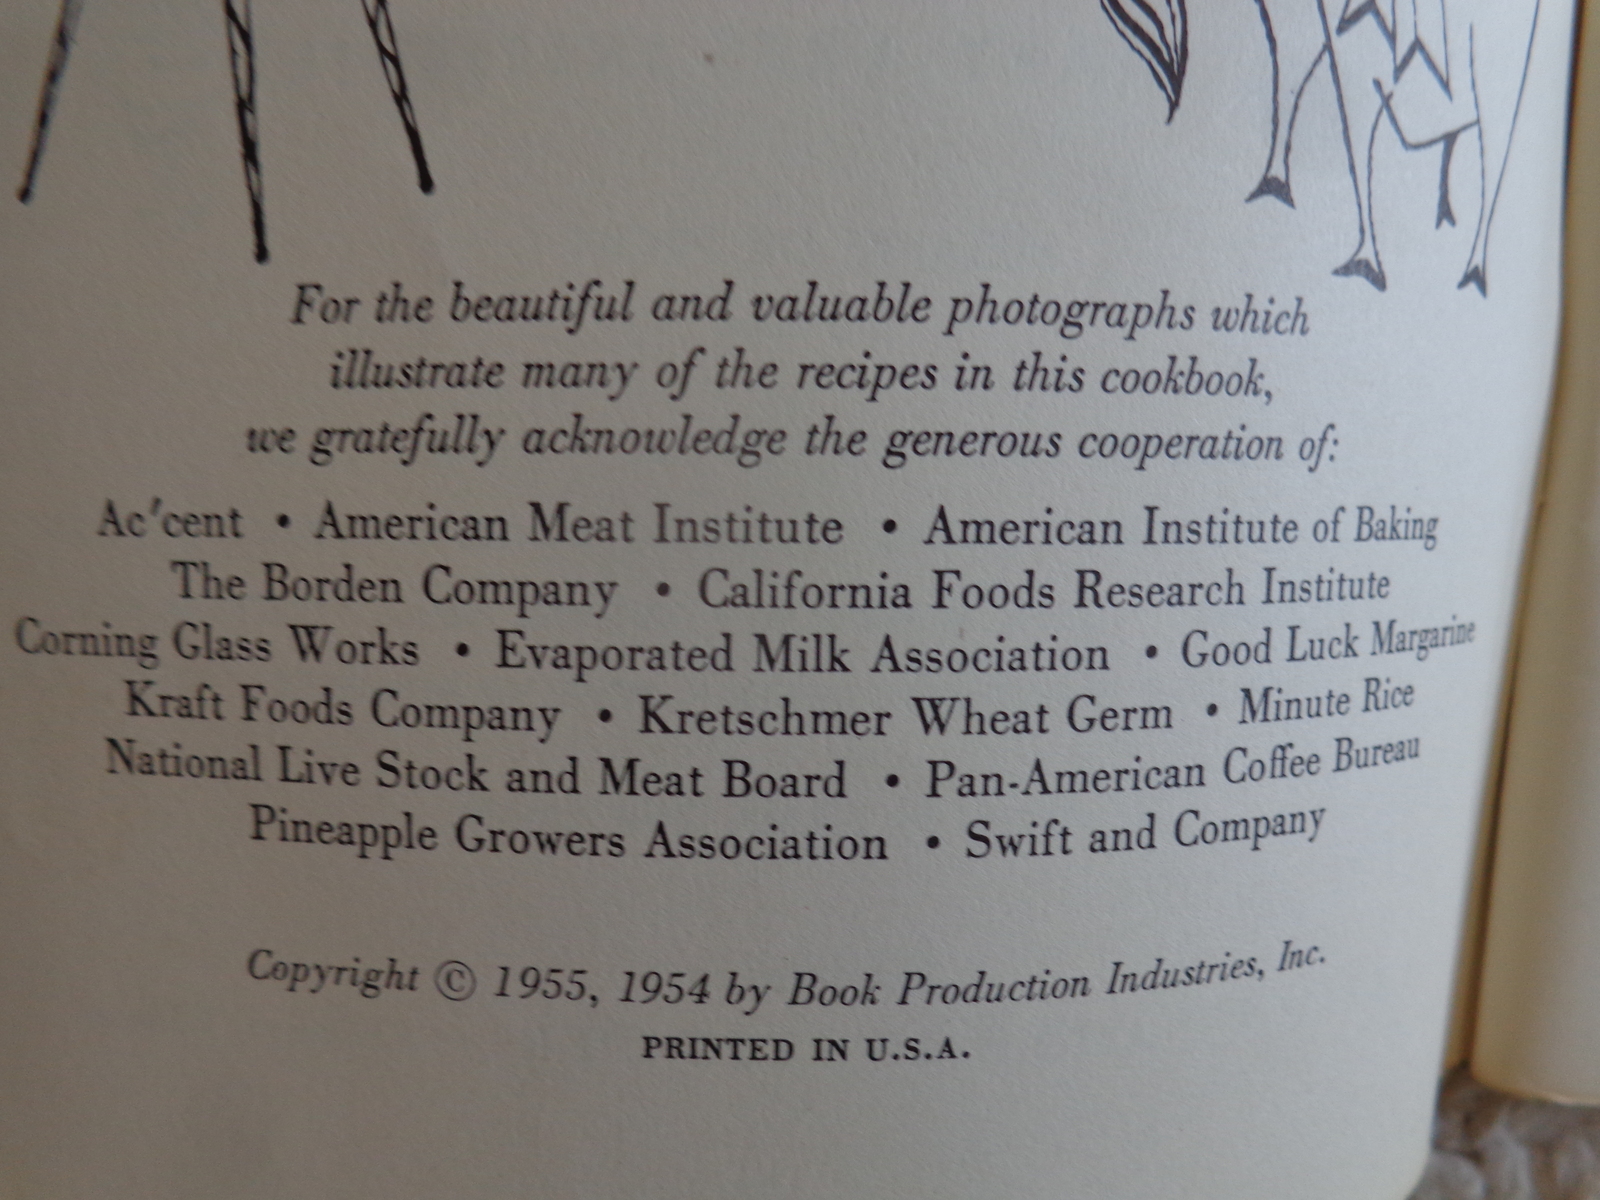 For the beautiful and valuable photographs which
illustrate many of the recipes in this cookbook,
we gratefully acknowledge the generous cooperation of:
Ac'cent • American Meat Institute • American Institute of Baking
The Borden Company • California Foods Research Institute
Corning Glass Works • Evaporated Milk Association • Good Luck Margarine
Kraft Foods Company • Kretschmer Wheat Germ • Minute Rice
National Live Stock and Meat Board • Pan-American Coffee Bureau
Pineapple Growers Association • Swift and Company
Copyright © 1955, 1954 by Book Production Industries, Inc.
PRINTED IN U.S.A.